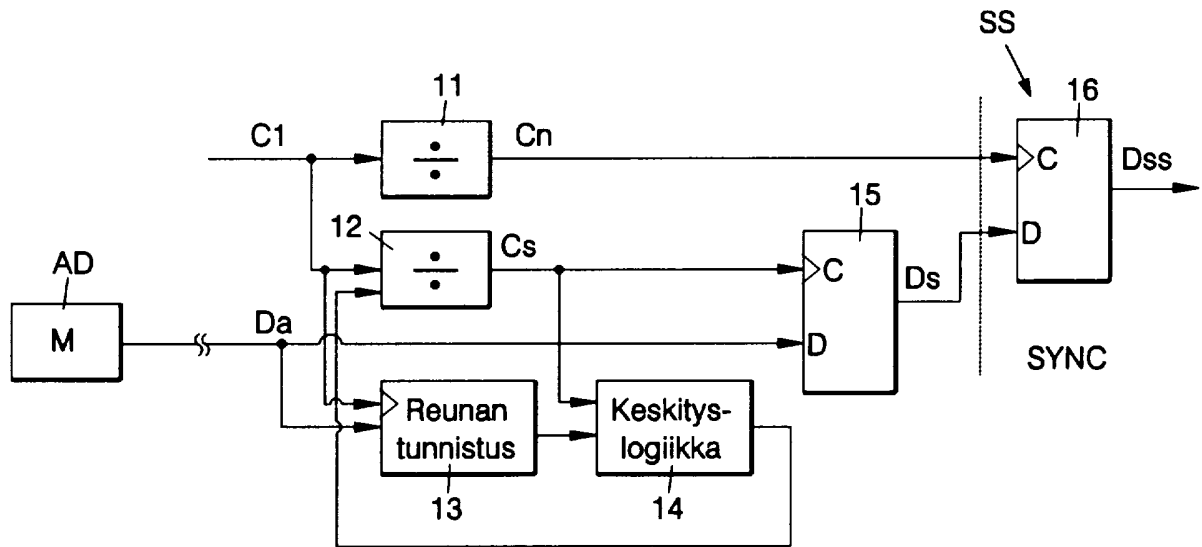 SS
11
16
C1
Cn
C
Dss
15
12
Cs
D
AD
C
Ds
M
Da
D
SYNC
Reunan
tunnistus
Keskitys-
logiikka
13
14